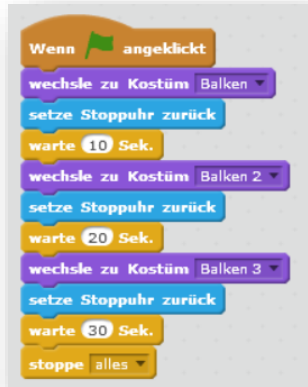 Wenn angeklickt
wechsle zu Kostüm Balken
setze Stoppuhr zurück
warte 10 Sek.
wechsle zu Kostüm Balken 2
setze Stoppuhr zurück
warte 20 Sek.
wechsle zu Kostüm Balken 3
setze Stoppuhr zurück
warte 30 Sek.
stoppe alles